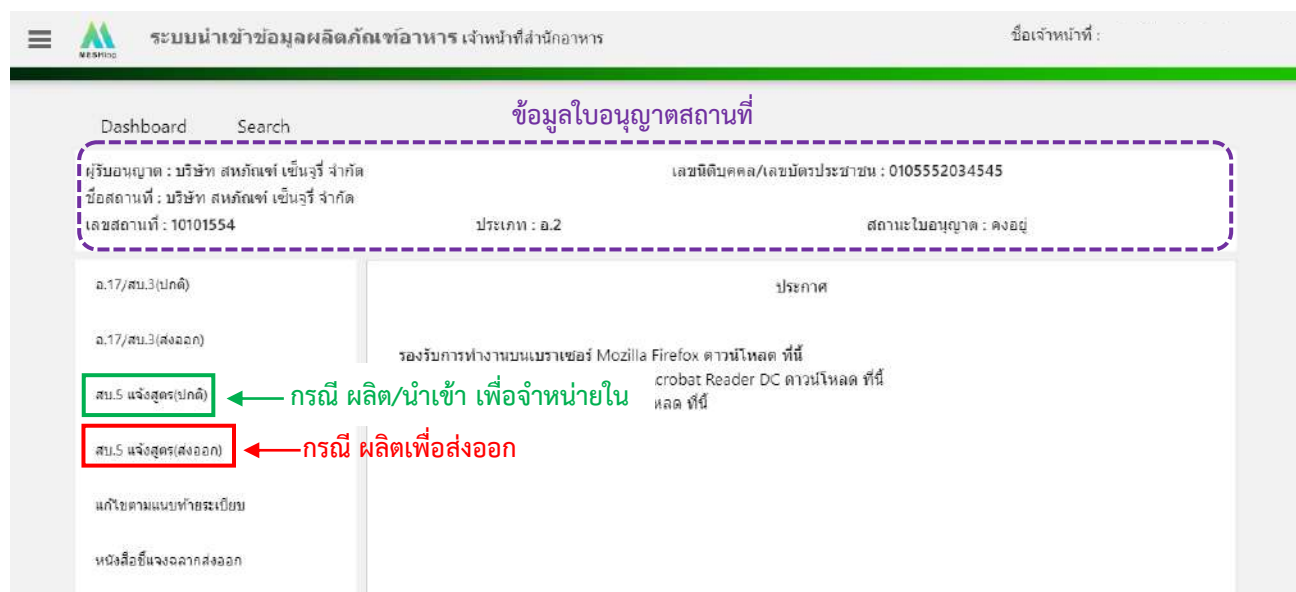 ระบบนำเข้าข้อมูลผลิตภัณฑ์อาหาร เจ้าหน้าที่สำนักอาหาร
ชื่อเจ้าหน้าที่ :
ข้อมูลใบอนุญาตสถานที่
Dashboard Search
ผู้รับอนุญาต : บริษัท สหภัณฑ์ เซ็นจูรี่ จำกัด
เลขนิติบุคคล/เลขบัตรประชาชน : 0105552034545
ชื่อสถานที่ : บริษัท สหภัณฑ์ เซ็นจูรี่ จำกัด
เลขสถานที่ : 10101554
ประเภท : อ.2
สถานะใบอนุญาต : คงอยู่
อ.17/สบ.3(ปกติ)
อ.17/สบ.3(ส่งออก)
สบ.5 แจ้งสูตร(ปกติ)
สบ.5 แจ้งสูตร(ส่งออก)
แก้ไขตามแนบท้ายระเบียบ
หนังสือชี้แจงฉลากส่งออก
ประกาศ
รองรับการทำงานบนเบราเซอร์ Mozilla Firefox ดาวน์โหลด ที่นี่
crobat Reader DC ดาวน์โหลด ที่นี่
หลด ที่นี่
กรณี ผลิต/นำเข้า เพื่อจำหน่ายใน
กรณี ผลิตเพื่อส่งออก